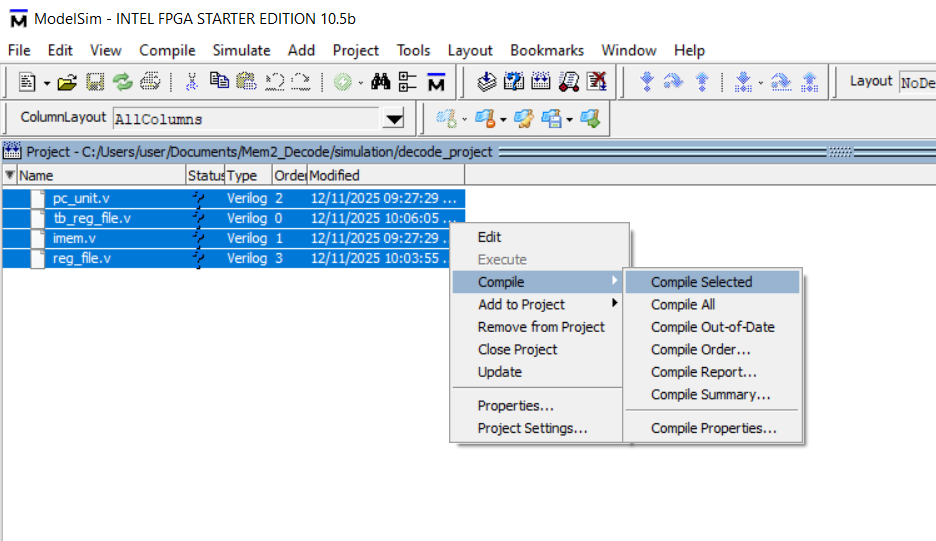 ModelSim - INTEL FPGA STARTER EDITION 10.5b
File Edit View Compile Simulate Add Project Tools Layout Bookmarks Window Help
Layout NoDe
ColumnLayout AllColumns
Project - C:/Users/user/Documents/Mem2_Decode/simulation/decode_project
Name Status Type Order Modified
pc_unit.v Verilog 2 12/11/2025 09:27:29 ...
tb_reg_file.v Verilog 0 12/11/2025 10:06:05 ...
imem.v Verilog 1 12/11/2025 09:27:29 .
reg_file.v Verilog 3 12/11/2025 10:03:55 .
Edit
Execute
Compile
Add to Project
Remove from Project
Close Project
Update
Properties...
Project Settings...
Compile Selected
Compile All
Compile Out-of-Date
Compile Order...
Compile Report...
Compile Summary...
Compile Properties...